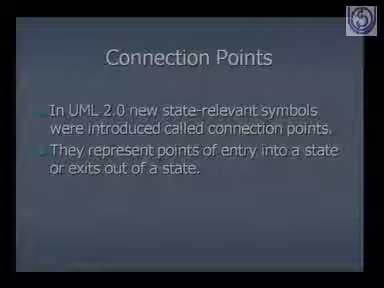 Connection Points
In UML 2.0 new state-relevant symbols
were introduced called connection points.
They represent points of entry into a state
or exits out of a state.